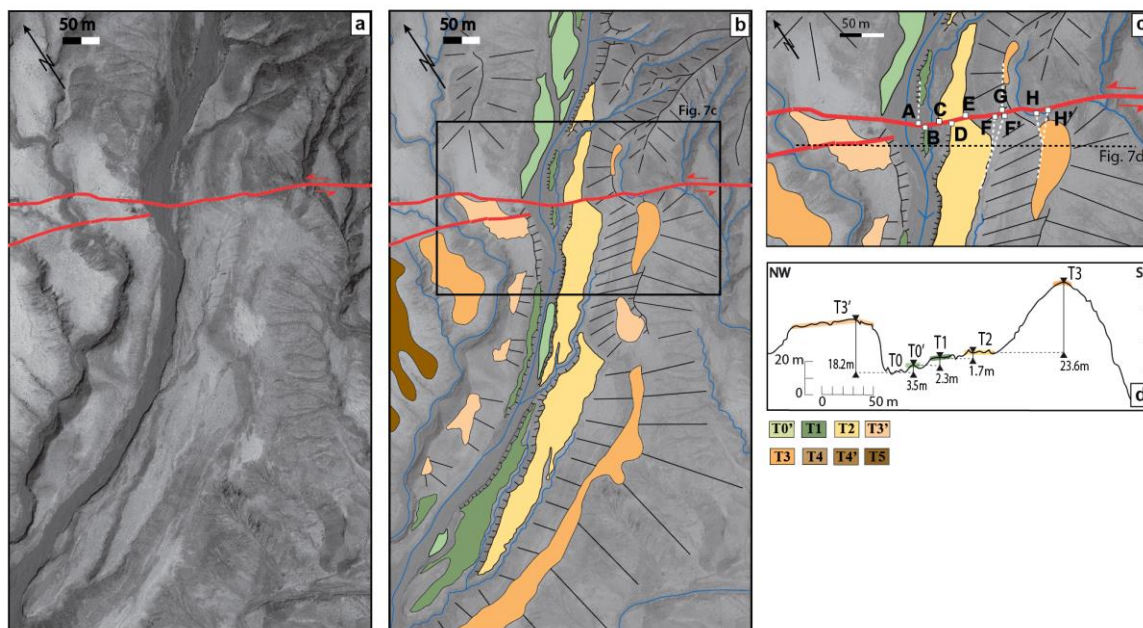 50 m
N
a
50 m
N
b
Fig. 7c
50 m
N
c
A
B
C
D
E
F
F'
G
H
H'
Fig. 7d
NW
S
T3'
T0
T0'
T1
T2
T3
20 m
0
18.2m
3.5m
2.3m
1.7m
23.6m
0 50 m
d
T0' T1 T2 T3'
T3 T4 T4' T5